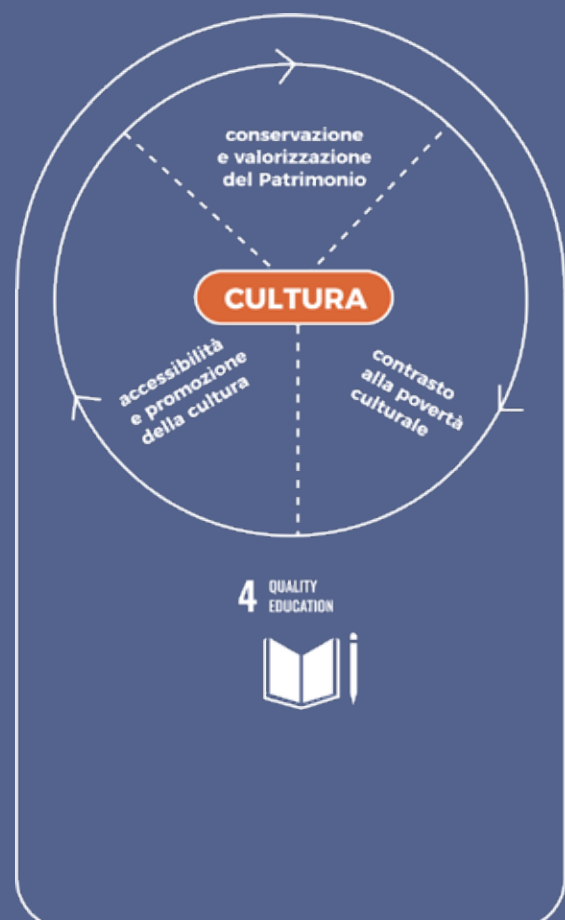 conservazione
e valorizzazione
del Patrimonio
CULTURA
accessibilità
e promozione
della cultura
contrasto
alla povertà
culturale
4 QUALITY
EDUCATION